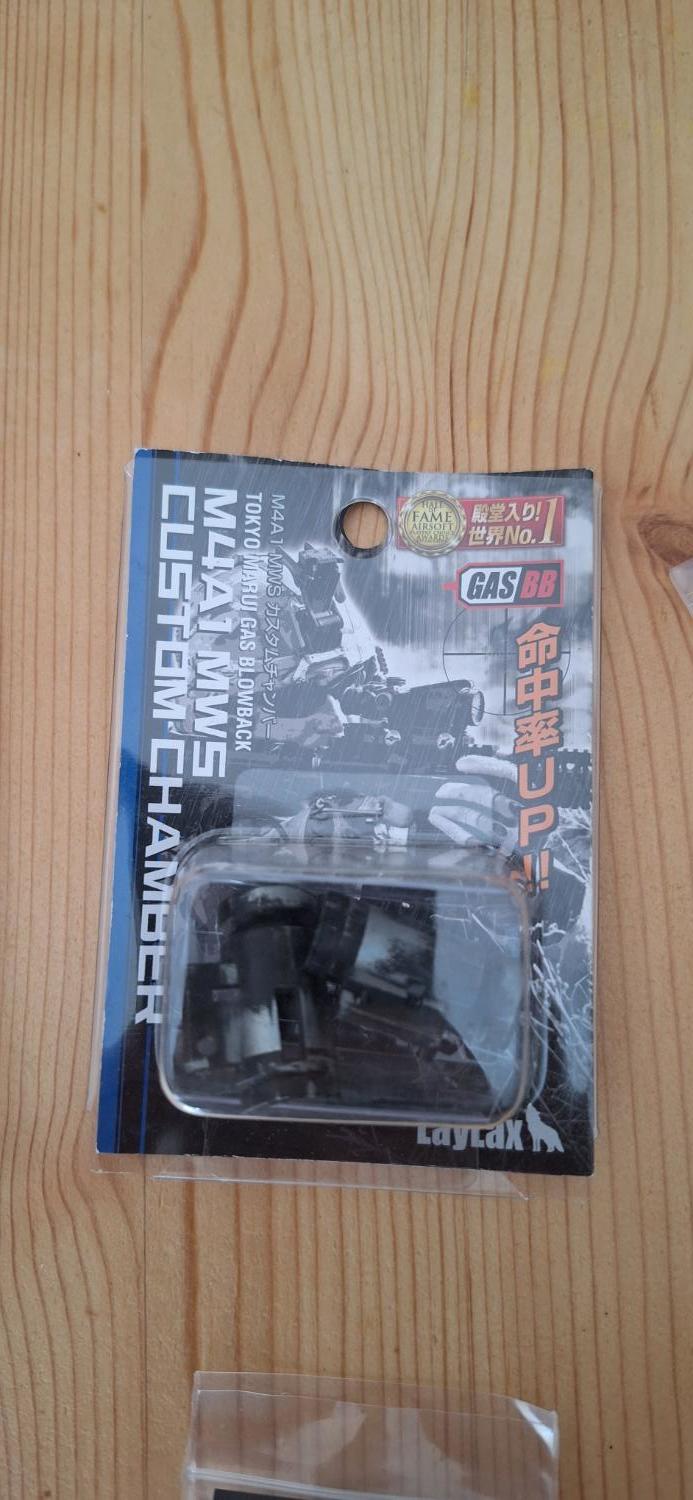 HALL
OF
FAME
AIRSOFT
殿堂入り!
世界No.1
GAS BB
命中率UP!!
M4A1 MWS カスタムチャンバー
TOKYO MARUI GAS BLOWBACK
M4A1 MWS
CUSTOM CHAMBER
LayLax